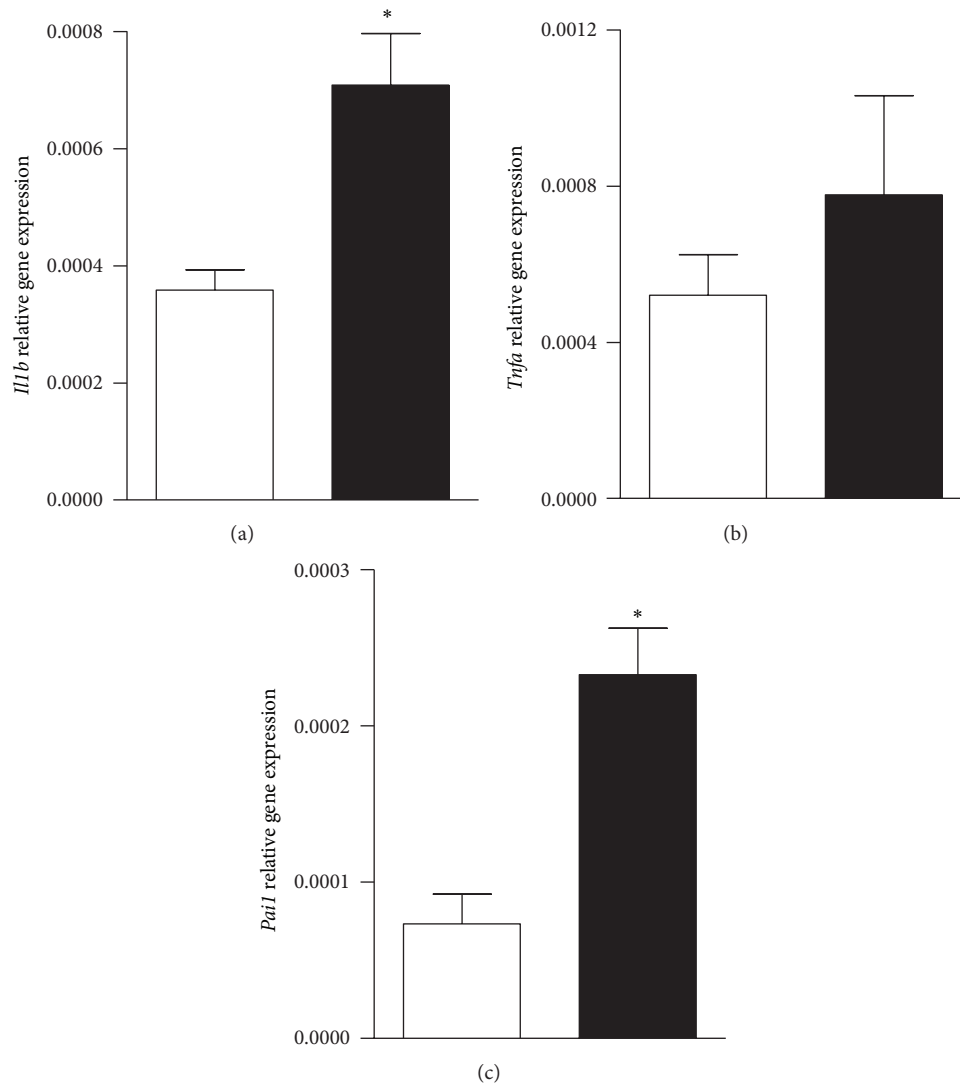 0.0008
0.0006
0.0004
0.0002
0.0000
Il1b relative gene expression
*
(a)
0.0012
0.0008
0.0004
0.0000
Tnfa relative gene expression
(b)
0.0003
0.0002
0.0001
0.0000
Pai1 relative gene expression
*
(c)